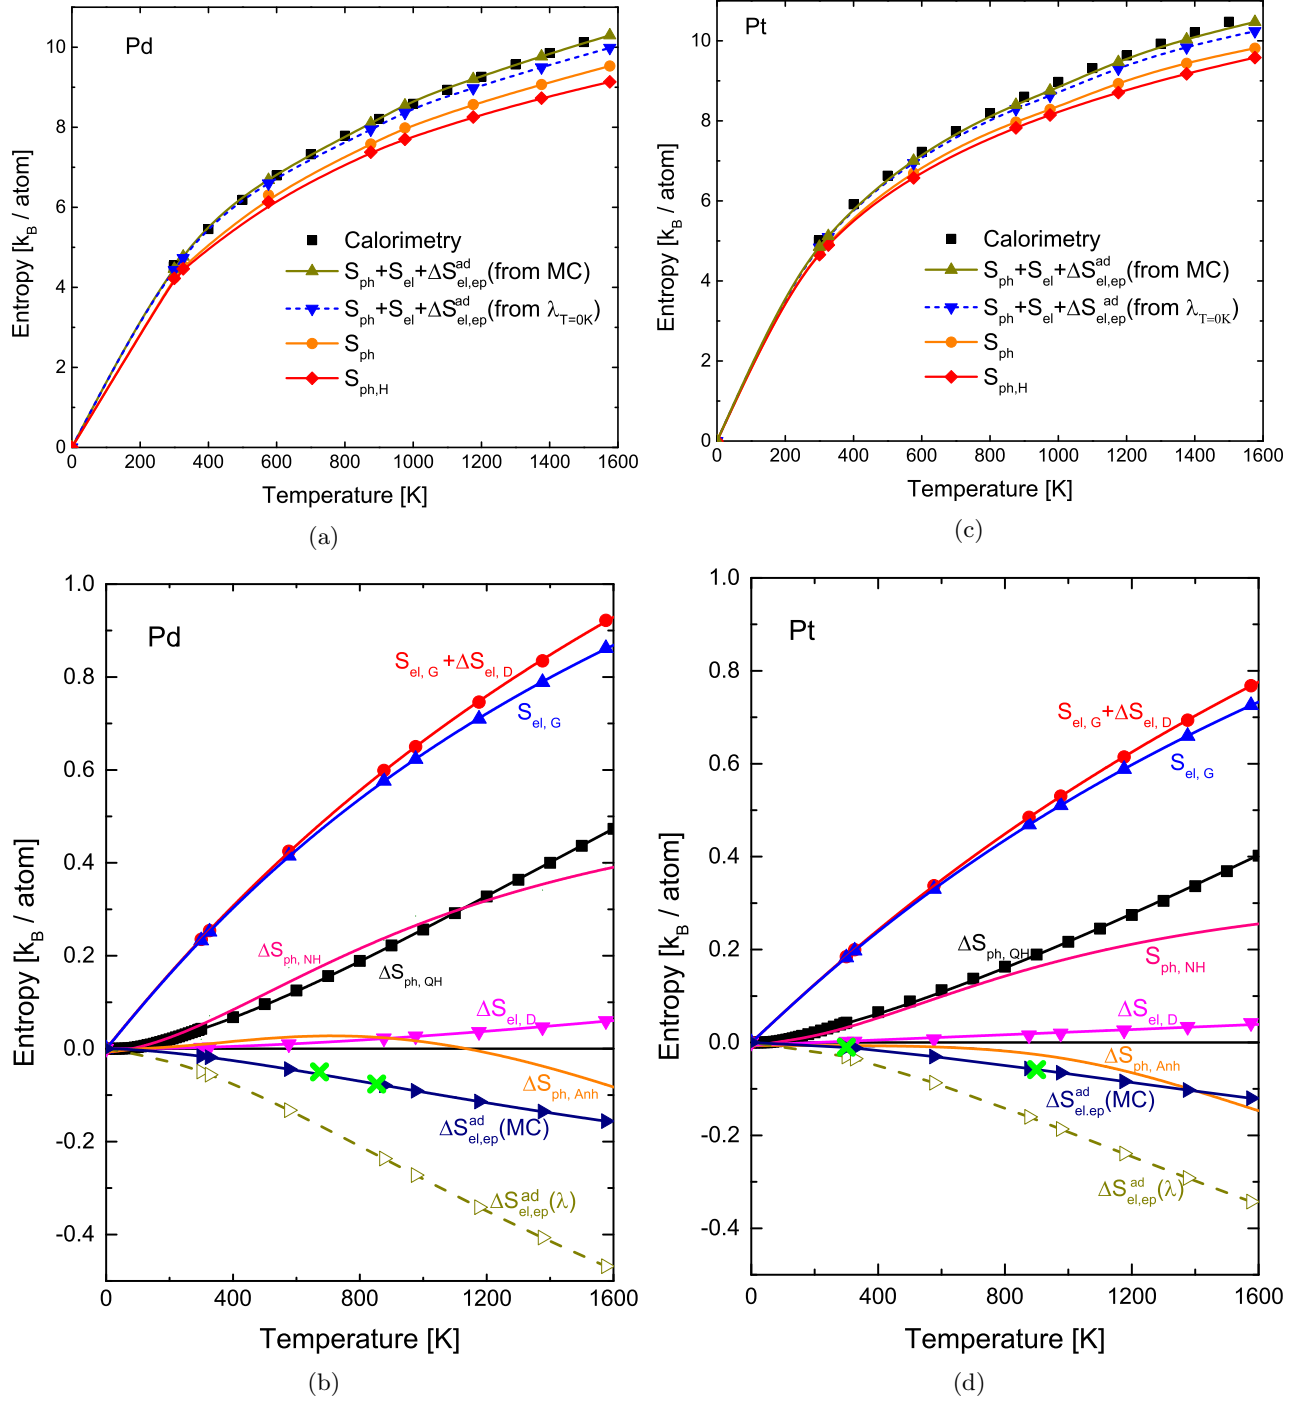 Pd
10
8
6
4
2
0
Entropy [k_B / atom]
Calorimetry
S_ph+S_el+ΔS^ad_el,ep(from MC)
S_ph+S_el+ΔS^ad_el,ep(from λ_T=0K)
S_ph
S_ph,H
0 200 400 600 800 1000 1200 1400 1600
Temperature [K]
(a)
Pt
10
8
6
4
2
0
Entropy [k_B / atom]
Calorimetry
S_ph+S_el+ΔS^ad_el,ep(from MC)
S_ph+S_el+ΔS^ad_el,ep(from λ_T=0K)
S_ph
S_ph,H
0 200 400 600 800 1000 1200 1400 1600
Temperature [K]
(c)
1.0
0.8
0.6
0.4
0.2
0.0
-0.2
-0.4
Entropy [k_B / atom]
Pd
S_el, G+ΔS_el, D
S_el, G
ΔS_ph, NH
ΔS_ph, QH
ΔS_el, D
ΔS_ph, Anh
ΔS^ad_el,ep(MC)
ΔS^ad_el,ep(λ)
0 400 800 1200 1600
Temperature [K]
(b)
1.0
0.8
0.6
0.4
0.2
0.0
-0.2
-0.4
Entropy [k_B / atom]
Pt
S_el, G+ΔS_el, D
S_el, G
ΔS_ph, QH
S_ph, NH
ΔS_el, D
ΔS_ph, Anh
ΔS^ad_el.ep(MC)
ΔS^ad_el,ep(λ)
0 400 800 1200 1600
Temperature [K]
(d)